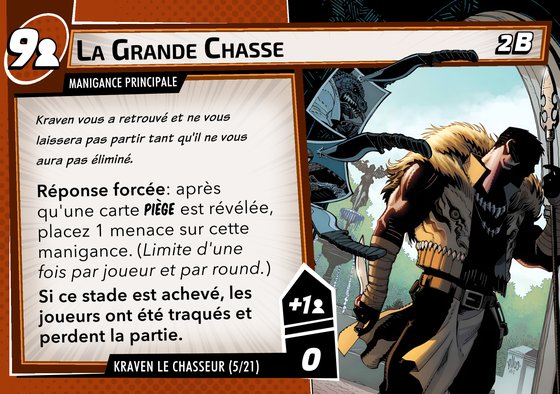 9
LA GRANDE CHASSE
2B
MANIGANCE PRINCIPALE
Kraven vous a retrouvé et ne vous
laissera pas partir tant qu'il ne vous
aura pas éliminé.
Réponse forcée: après
qu'une carte PIÈGE est révélée,
placez 1 menace sur cette
manigance. (Limite d'une
fois par joueur et par round.)
Si ce stade est achevé, les
joueurs ont été traqués et
perdent la partie.
+1
0
KRAVEN LE CHASSEUR (5/21)